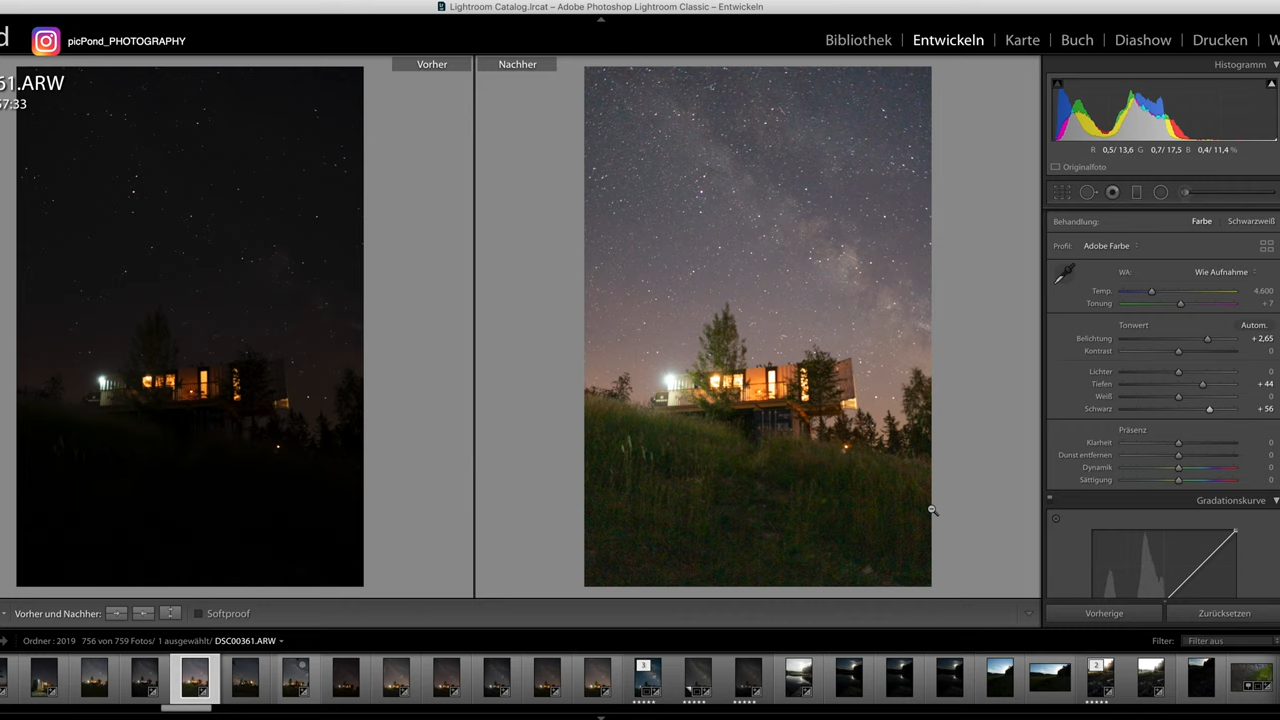 Lightroom Catalog.lrcat – Adobe Photoshop Lightroom Classic – Entwickeln
picPond_PHOTOGRAPHY
Bibliothek Entwickeln Karte Buch Diashow Drucken W
61.ARW
57:33
Vorher
Nachher
Histogramm
R 0,5/ 13,6 G 0,7/ 17,5 B 0,4/ 11,4 %
Originalfoto
Behandlung: Farbe Schwarzweiß
Profil: Adobe Farbe
WA: Wie Aufnahme
Temp. 4.600
Tonung + 7
Tonwert Autom.
Belichtung + 2,65
Kontrast 0
Lichter 0
Tiefen + 44
Weiß 0
Schwarz + 56
Präsenz
Klarheit 0
Dunst entfernen 0
Dynamik 0
Sättigung 0
Gradationskurve
Vorherige Zurücksetzen
Vorher und Nachher: Softproof
Ordner : 2019 756 von 759 Fotos/ 1 ausgewählt/ DSC00361.ARW
Filter: Filter aus
3
2